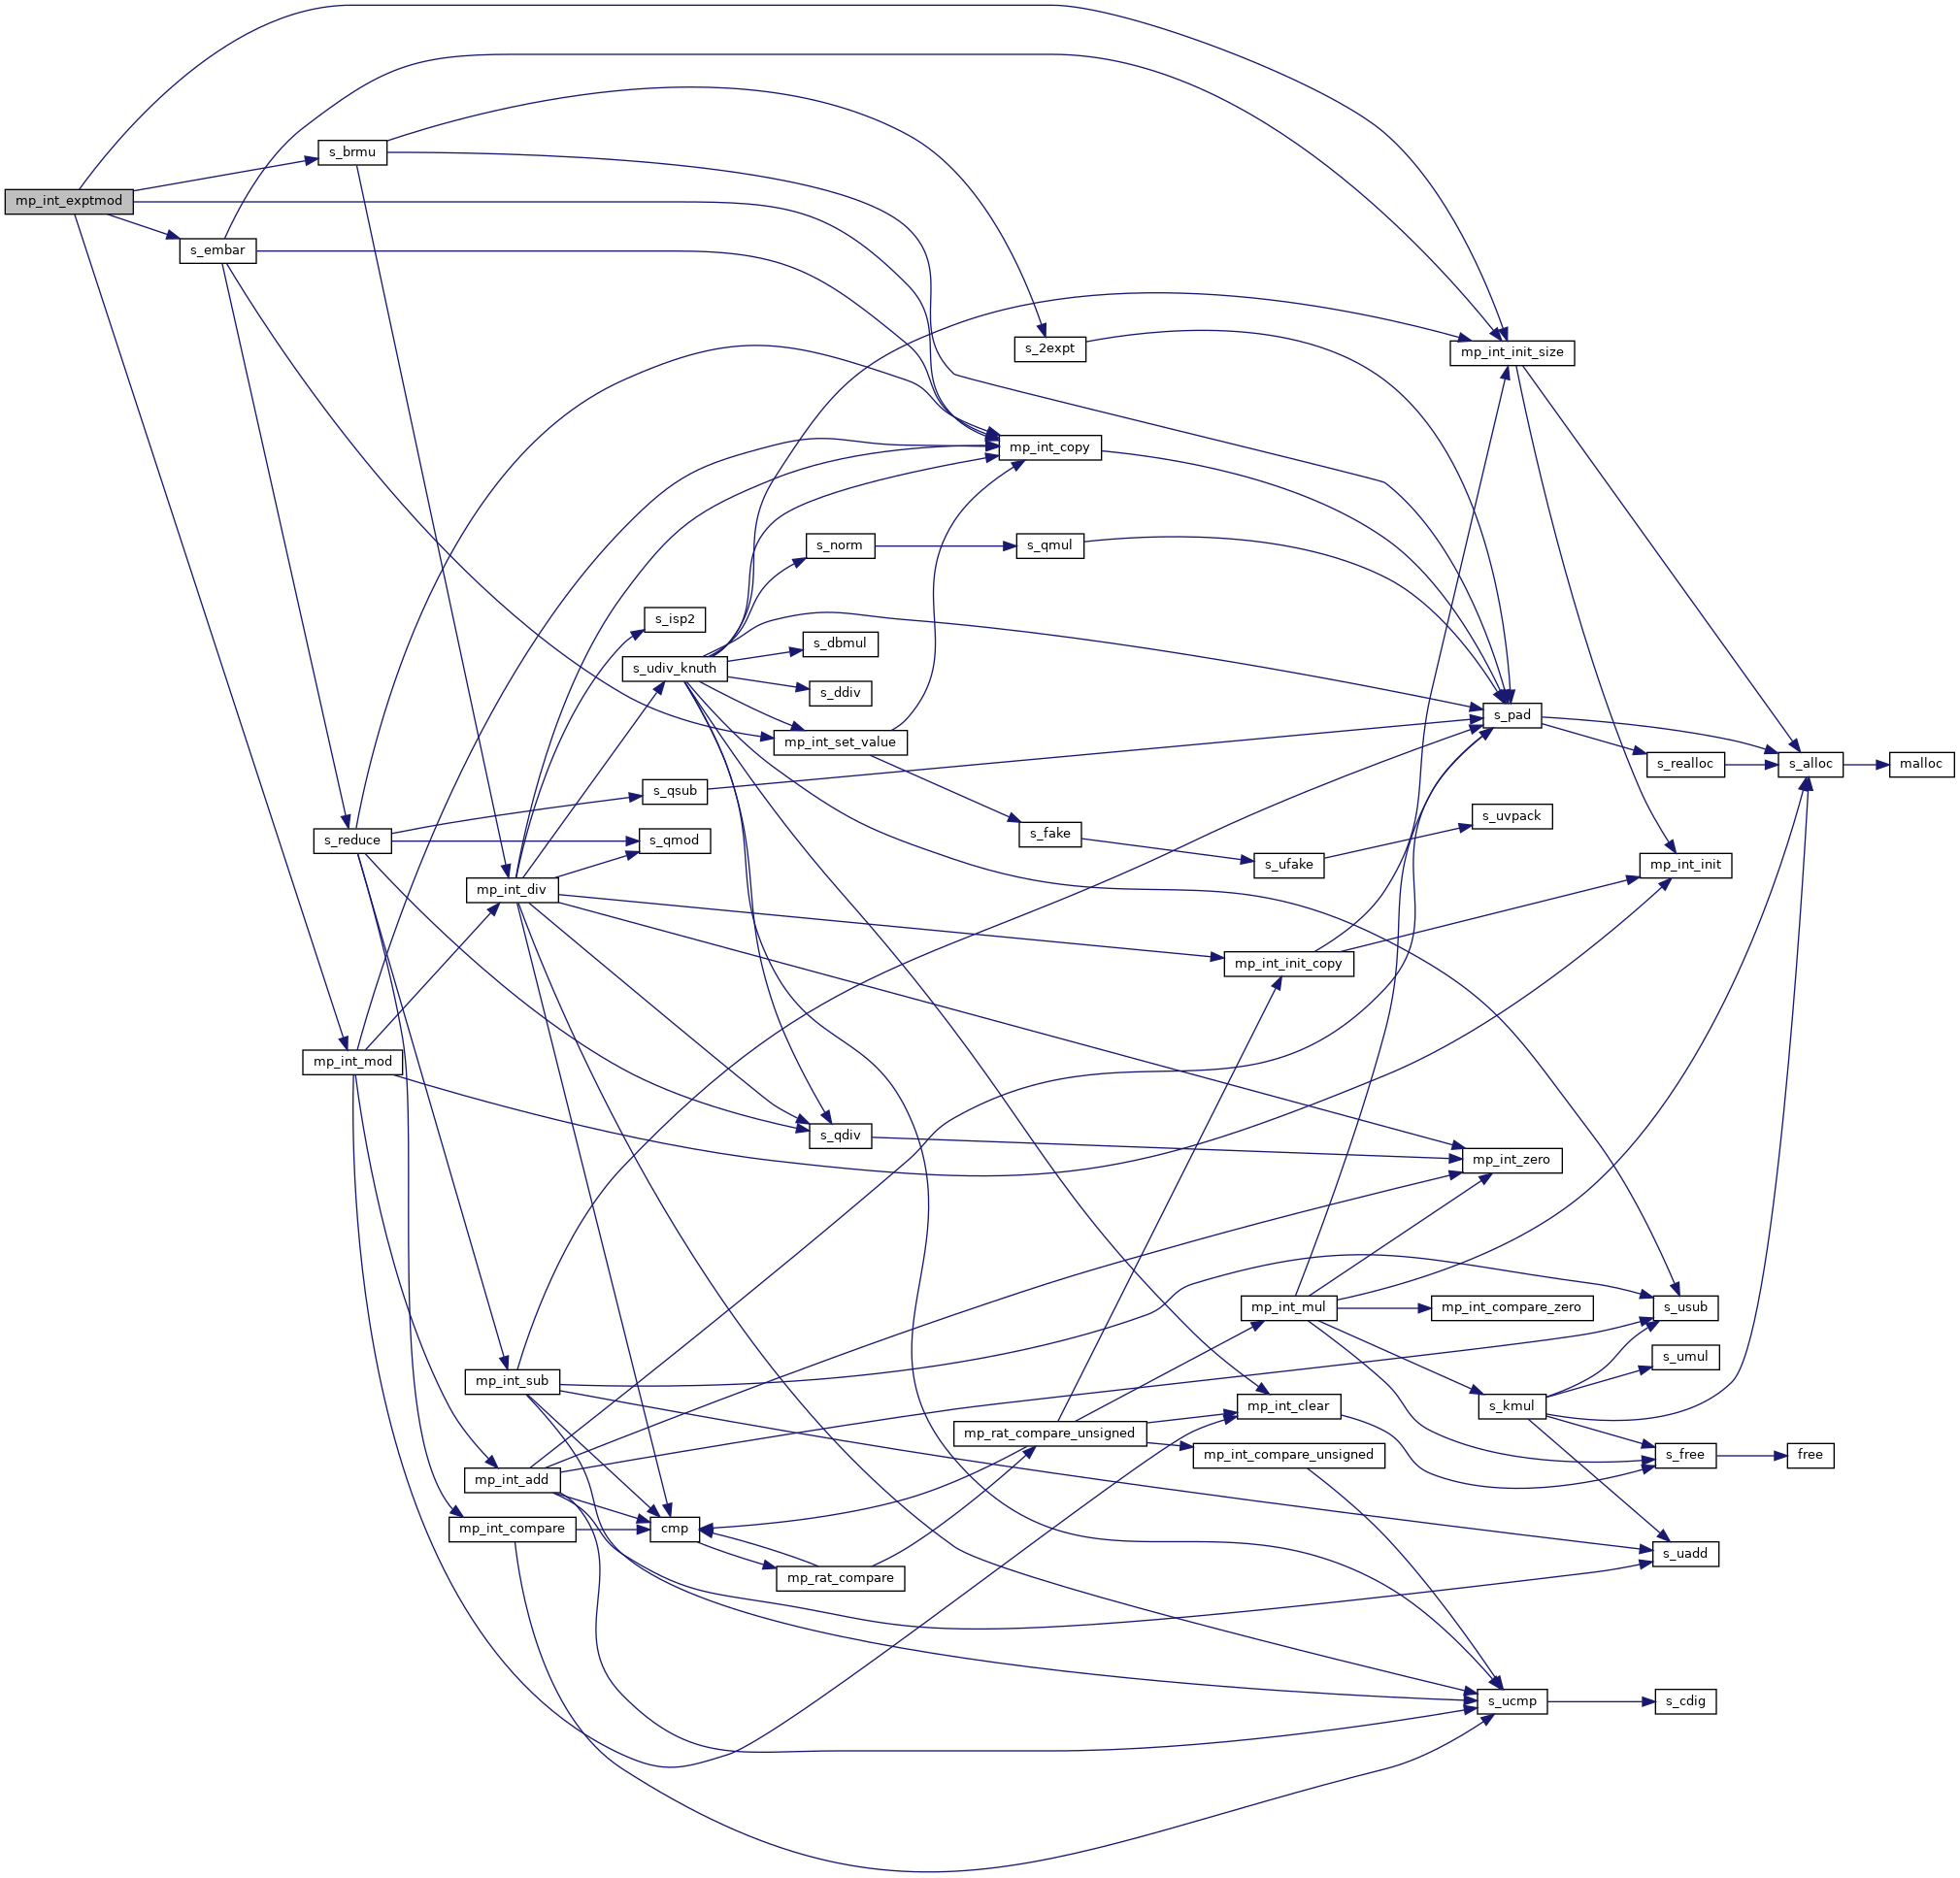 s_brmu
mp_int_exptmod
s_embar
s_2expt
mp_int_init_size
mp_int_copy
s_norm
s_qmul
s_isp2
s_dbmul
s_udiv_knuth
s_ddiv
s_pad
mp_int_set_value
s_realloc
s_alloc
malloc
s_qsub
s_uvpack
s_fake
s_reduce
s_qmod
s_ufake
mp_int_init
mp_int_div
mp_int_init_copy
mp_int_mod
s_qdiv
mp_int_zero
mp_int_mul
mp_int_compare_zero
s_usub
s_umul
mp_int_sub
mp_int_clear
s_kmul
mp_rat_compare_unsigned
mp_int_compare_unsigned
s_free
free
mp_int_add
mp_int_compare
cmp
s_uadd
mp_rat_compare
s_ucmp
s_cdig